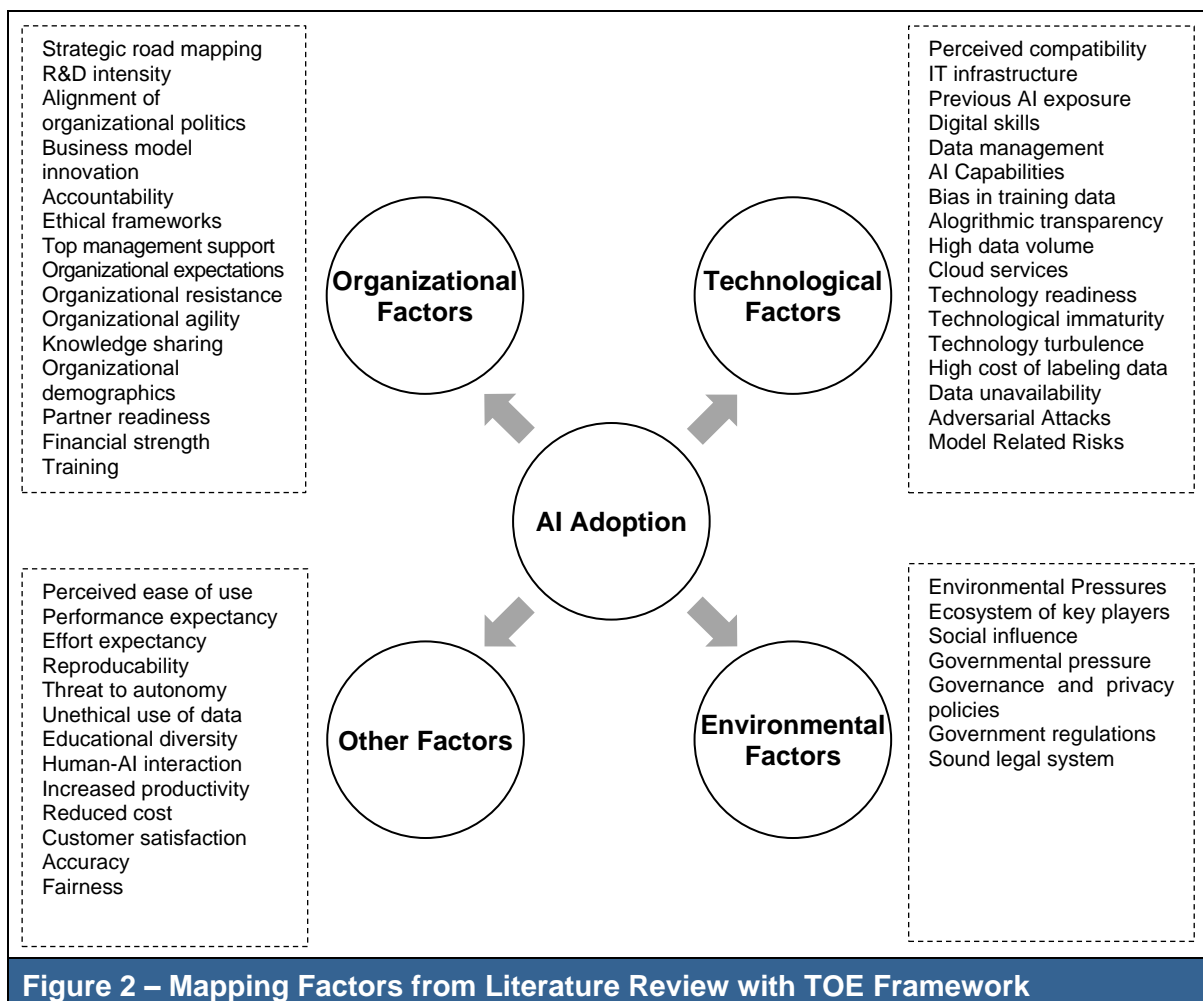 Strategic road mapping
R&D intensity
Alignment of
organizational politics
Business model
innovation
Accountability
Ethical frameworks
Top management support
Organizational expectations
Organizational resistance
Organizational agility
Knowledge sharing
Organizational
demographics
Partner readiness
Financial strength
Training
Organizational
Factors
Technological
Factors
Perceived compatibility
IT infrastructure
Previous AI exposure
Digital skills
Data management
AI Capabilities
Bias in training data
Alogrithmic transparency
High data volume
Cloud services
Technology readiness
Technological immaturity
Technology turbulence
High cost of labeling data
Data unavailability
Adversarial Attacks
Model Related Risks
AI Adoption
Perceived ease of use
Performance expectancy
Effort expectancy
Reproducability
Threat to autonomy
Unethical use of data
Educational diversity
Human-AI interaction
Increased productivity
Reduced cost
Customer satisfaction
Accuracy
Fairness
Other Factors
Environmental
Factors
Environmental Pressures
Ecosystem of key players
Social influence
Governmental pressure
Governance and privacy
policies
Government regulations
Sound legal system
Figure 2 – Mapping Factors from Literature Review with TOE Framework